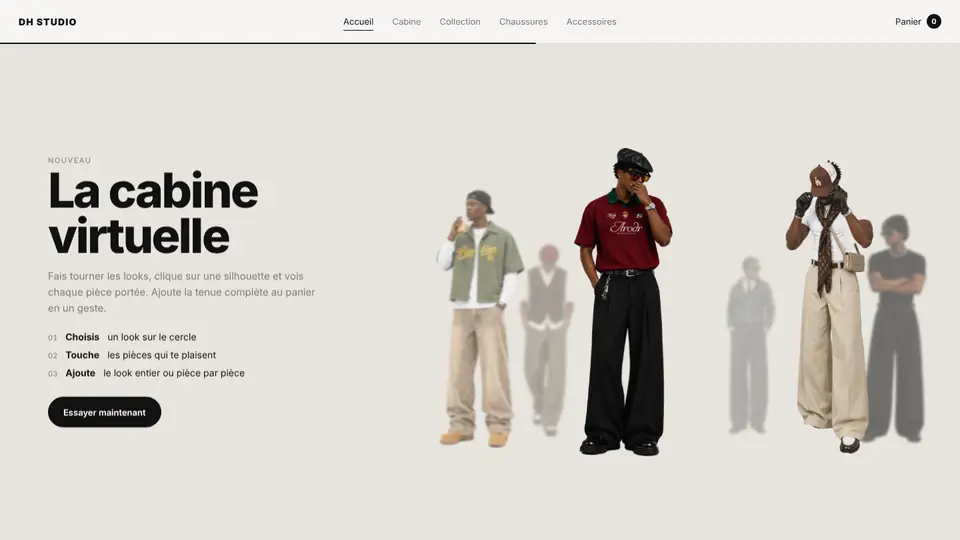 DH STUDIO
Accueil
Cabine
Collection
Chaussures
Accessoires
Panier 0
NOUVEAU
La cabine
virtuelle
Fais tourner les looks, clique sur une silhouette et vois
chaque pièce portée. Ajoute la tenue complète au panier
en un geste.
01 Choisis un look sur le cercle
02 Touche les pièces qui te plaisent
03 Ajoute le look entier ou pièce par pièce
Essayer maintenant